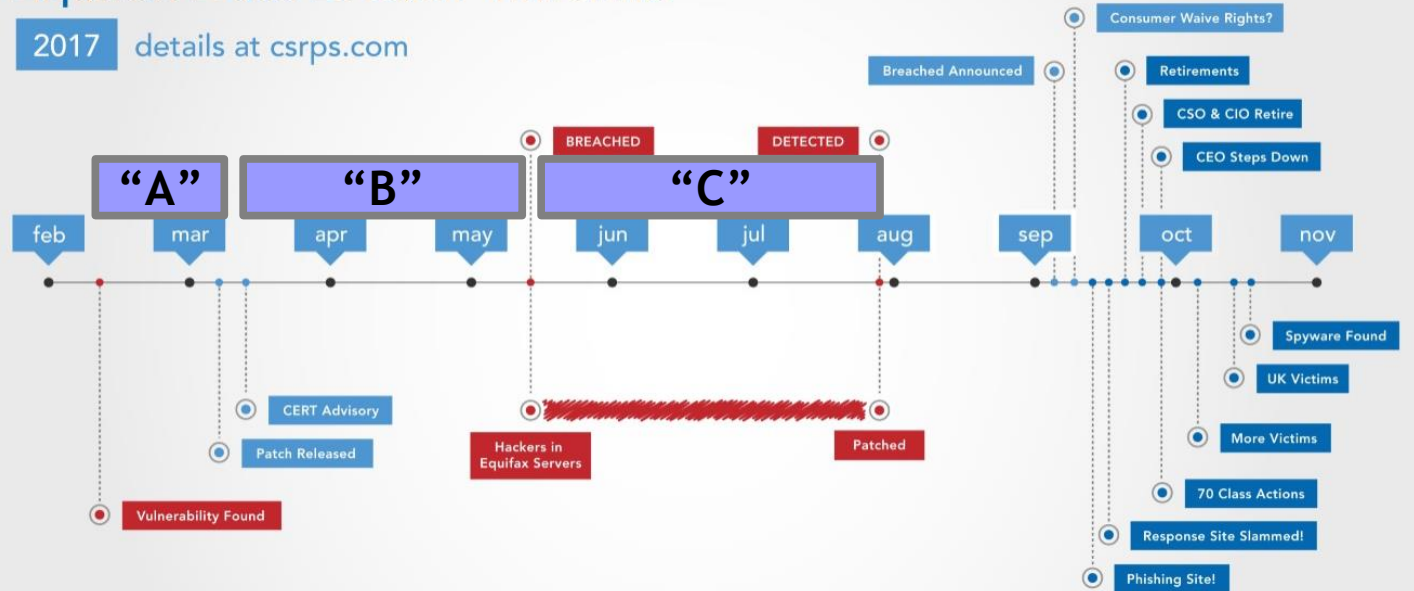 2017 details at csrps.com
Consumer Waive Rights?
Breached Announced
Retirements
CSO & CIO Retire
BREACHED
DETECTED
CEO Steps Down
“A”
“B”
“C”
feb
mar
apr
may
jun
jul
aug
sep
oct
nov
Spyware Found
UK Victims
CERT Advisory
Patch Released
Hackers in
Equifax Servers
Patched
More Victims
70 Class Actions
Vulnerability Found
Response Site Slammed!
Phishing Site!